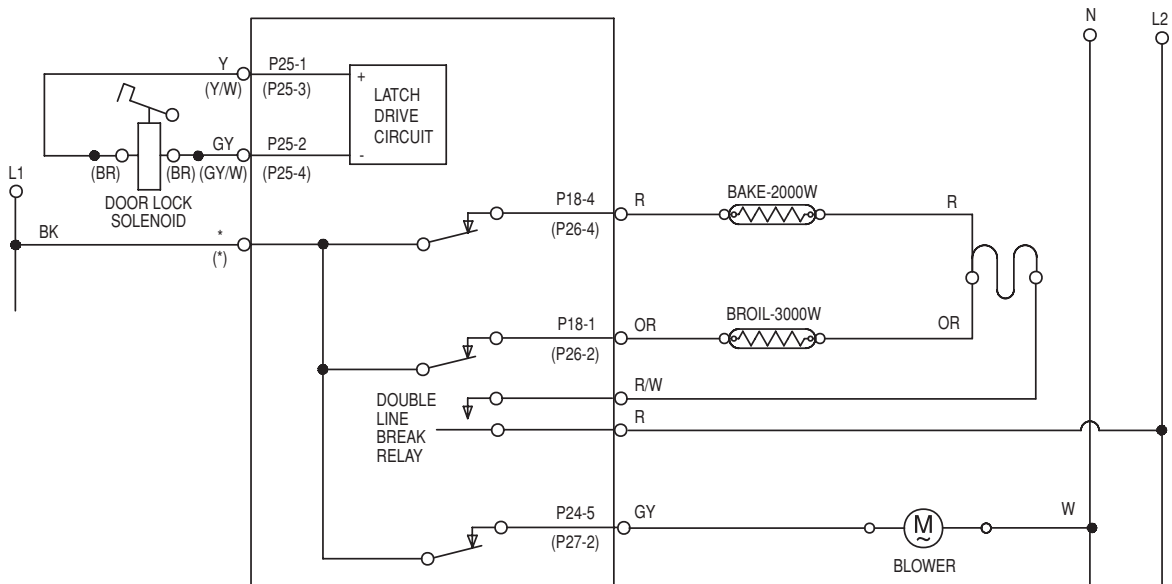 N
L2
Y
P25-1
(Y/W)
(P25-3)
+
LATCH
DRIVE
CIRCUIT
GY
P25-2
-
(BR)
(BR)
(GY/W)
(P25-4)
L1
DOOR LOCK
SOLENOID
BK
*
(*)
P18-4
R
BAKE-2000W
R
(P26-4)
P18-1
OR
BROIL-3000W
OR
(P26-2)
R/W
DOUBLE
LINE
BREAK
RELAY
R
P24-5
GY
M
~
W
(P27-2)
BLOWER